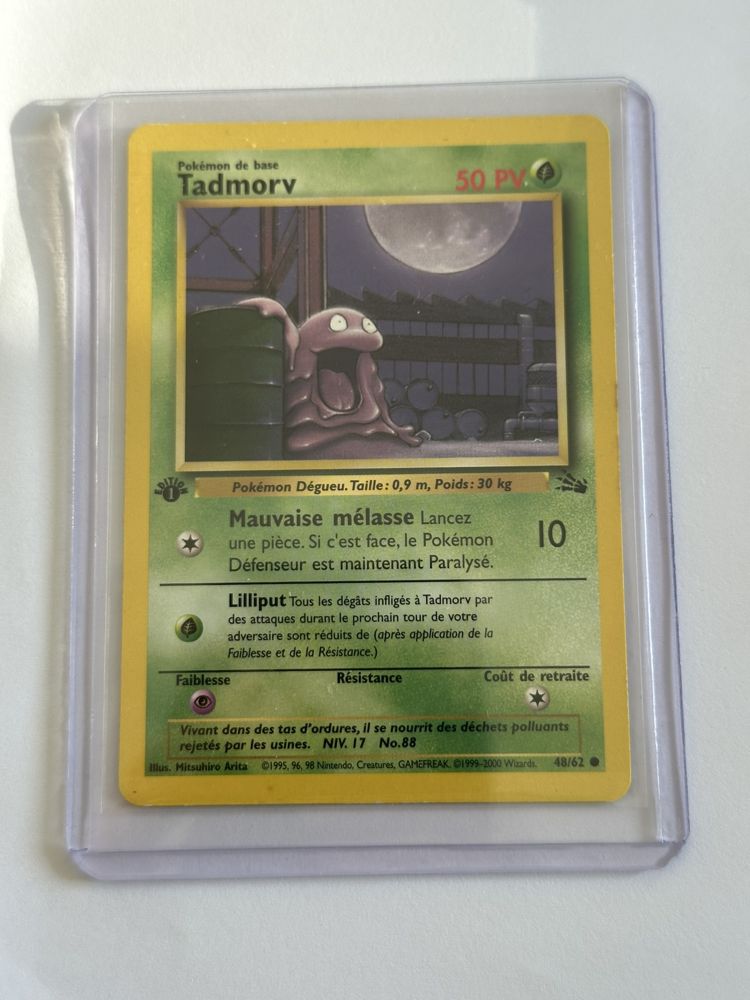 Pokémon de base
Tadmorv 50 PV
Pokémon Dégueu. Taille: 0,9 m, Poids: 30 kg
EDITION
1
Mauvaise mélasse Lancez
une pièce. Si c'est face, le Pokémon
Défenseur est maintenant Paralysé.
10
Lilliput Tous les dégâts infligés à Tadmorv par
des attaques durant le prochain tour de votre
adversaire sont réduits de (après application de la
Faiblesse et de la Résistance.)
Faiblesse Résistance Coût de retraite
Vivant dans des tas d'ordures, il se nourrit des déchets polluants
rejetés par les usines. NIV. 17 No.88
Illus. Mitsuhiro Arita ©1995, 96, 98 Nintendo, Creatures, GAMEFREAK. ©1999-2000 Wizards. 48/62